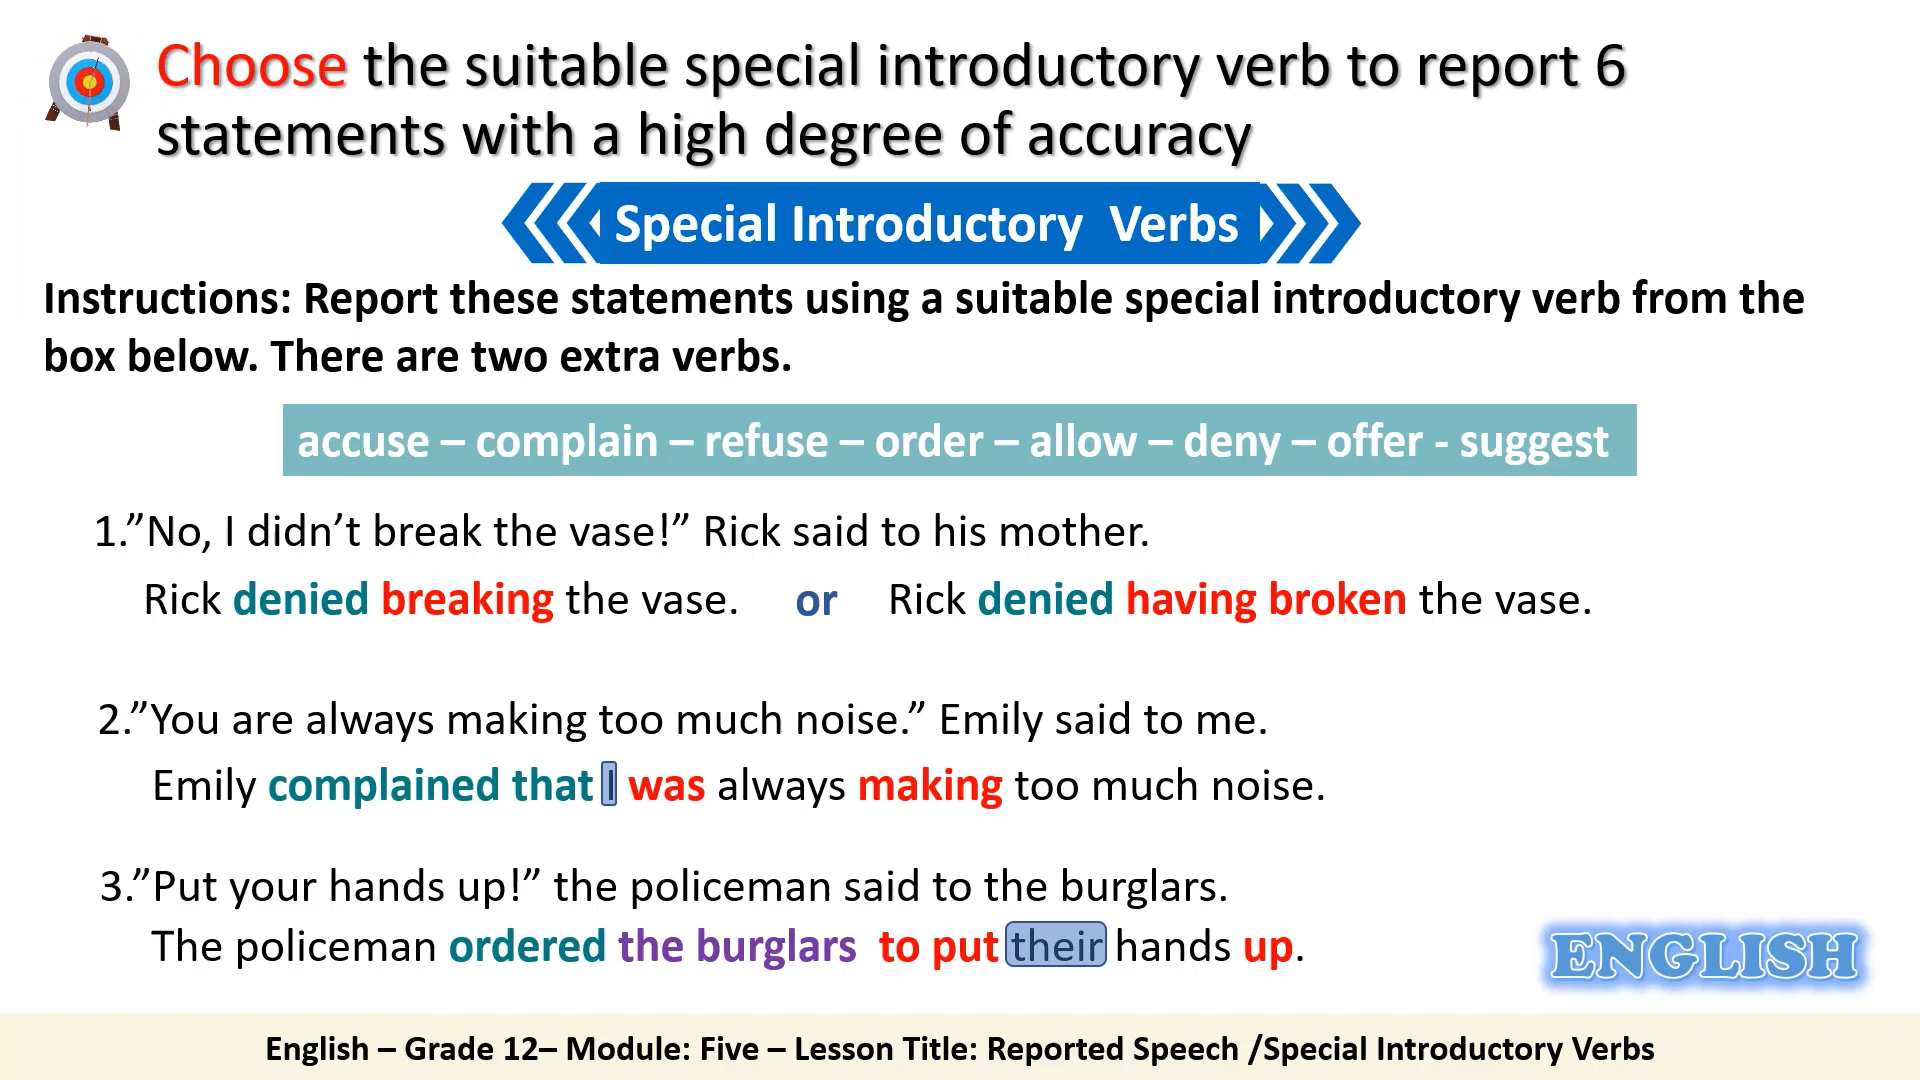 Choose the suitable special introductory verb to report 6
statements with a high degree of accuracy
Special Introductory  Verbs
Instructions: Report these statements using a suitable special introductory verb from the
box below. There are two extra verbs.
accuse – complain – refuse – order – allow – deny – offer - suggest
1.”No, I didn’t break the vase!” Rick said to his mother.
Rick denied breaking the vase. or Rick denied having broken the vase.
2.”You are always making too much noise.” Emily said to me.
Emily complained that I was always making too much noise.
3.”Put your hands up!” the policeman said to the burglars.
The policeman ordered the burglars  to put their hands up.
ENGLISH
English – Grade 12– Module: Five – Lesson Title: Reported Speech /Special Introductory Verbs